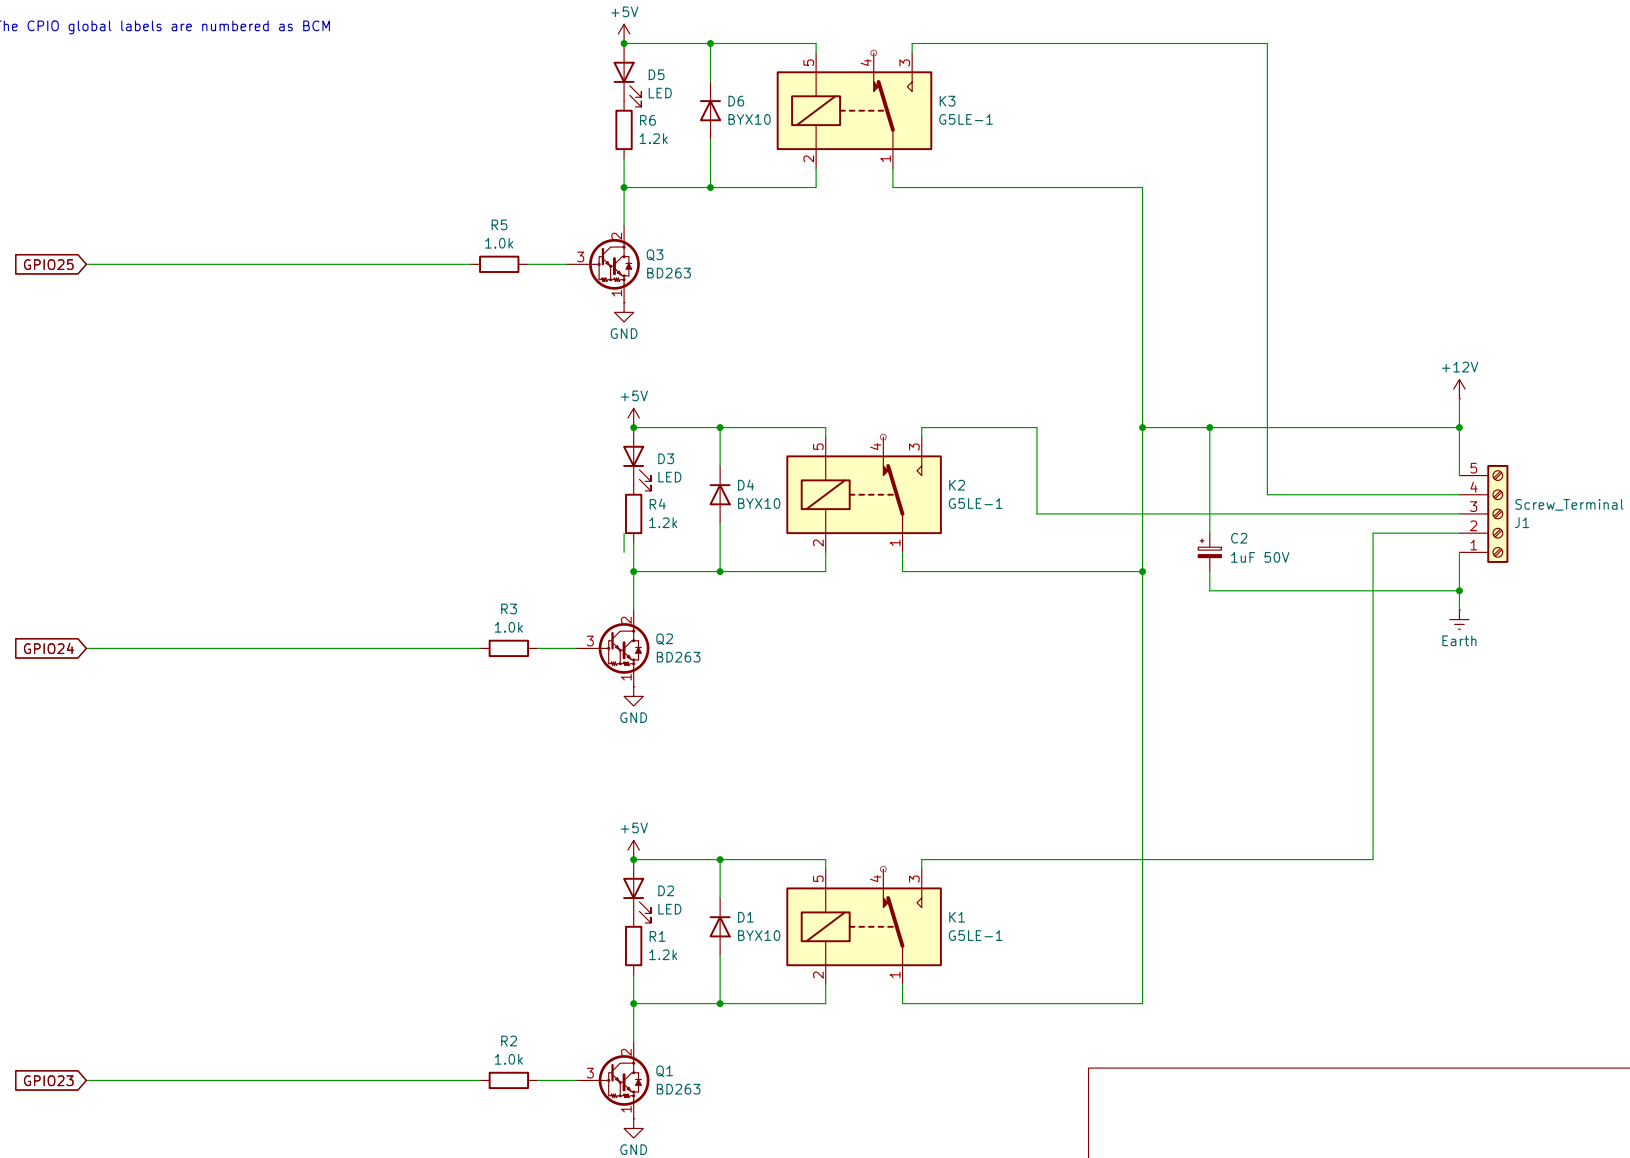 The CPIO global labels are numbered as BCM
+5V
D5
LED
R6
1.2k
D6
BYX10
5
4
3
K3
G5LE-1
2
1
R5
1.0k
GPIO25
3
2
1
Q3
BD263
GND
+5V
D3
LED
R4
1.2k
D4
BYX10
5
4
3
K2
G5LE-1
2
1
R3
1.0k
GPIO24
3
2
1
Q2
BD263
GND
+12V
5
4
3
2
1
Screw_Terminal
J1
+
C2
1uF 50V
Earth
+5V
D2
LED
R1
1.2k
D1
BYX10
5
4
3
K1
G5LE-1
2
1
R2
1.0k
GPIO23
3
2
1
Q1
BD263
GND